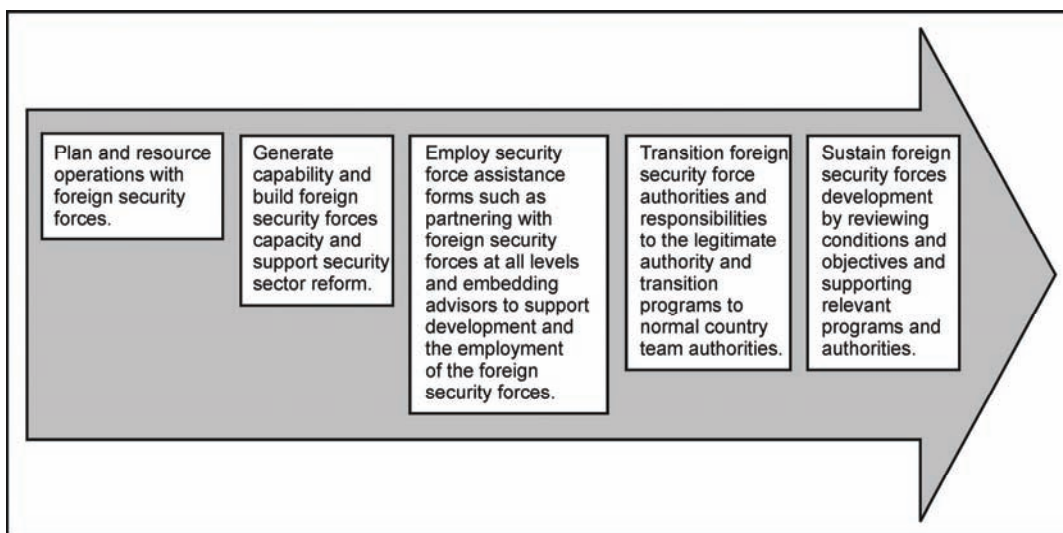 Plan and resource
operations with
foreign security
forces.
Generate
capability and
build foreign
security forces
capacity and
support security
sector reform.
Employ security
force assistance
forms such as
partnering with
foreign security
forces at all levels
and embedding
advisors to support
development and
the employment
of the foreign
security forces.
Transition foreign
security force
authorities and
responsibilities
to the legitimate
authority and
transition
programs to
normal country
team authorities.
Sustain foreign
security forces
development
by reviewing
conditions and
objectives and
supporting
relevant
programs and
authorities.